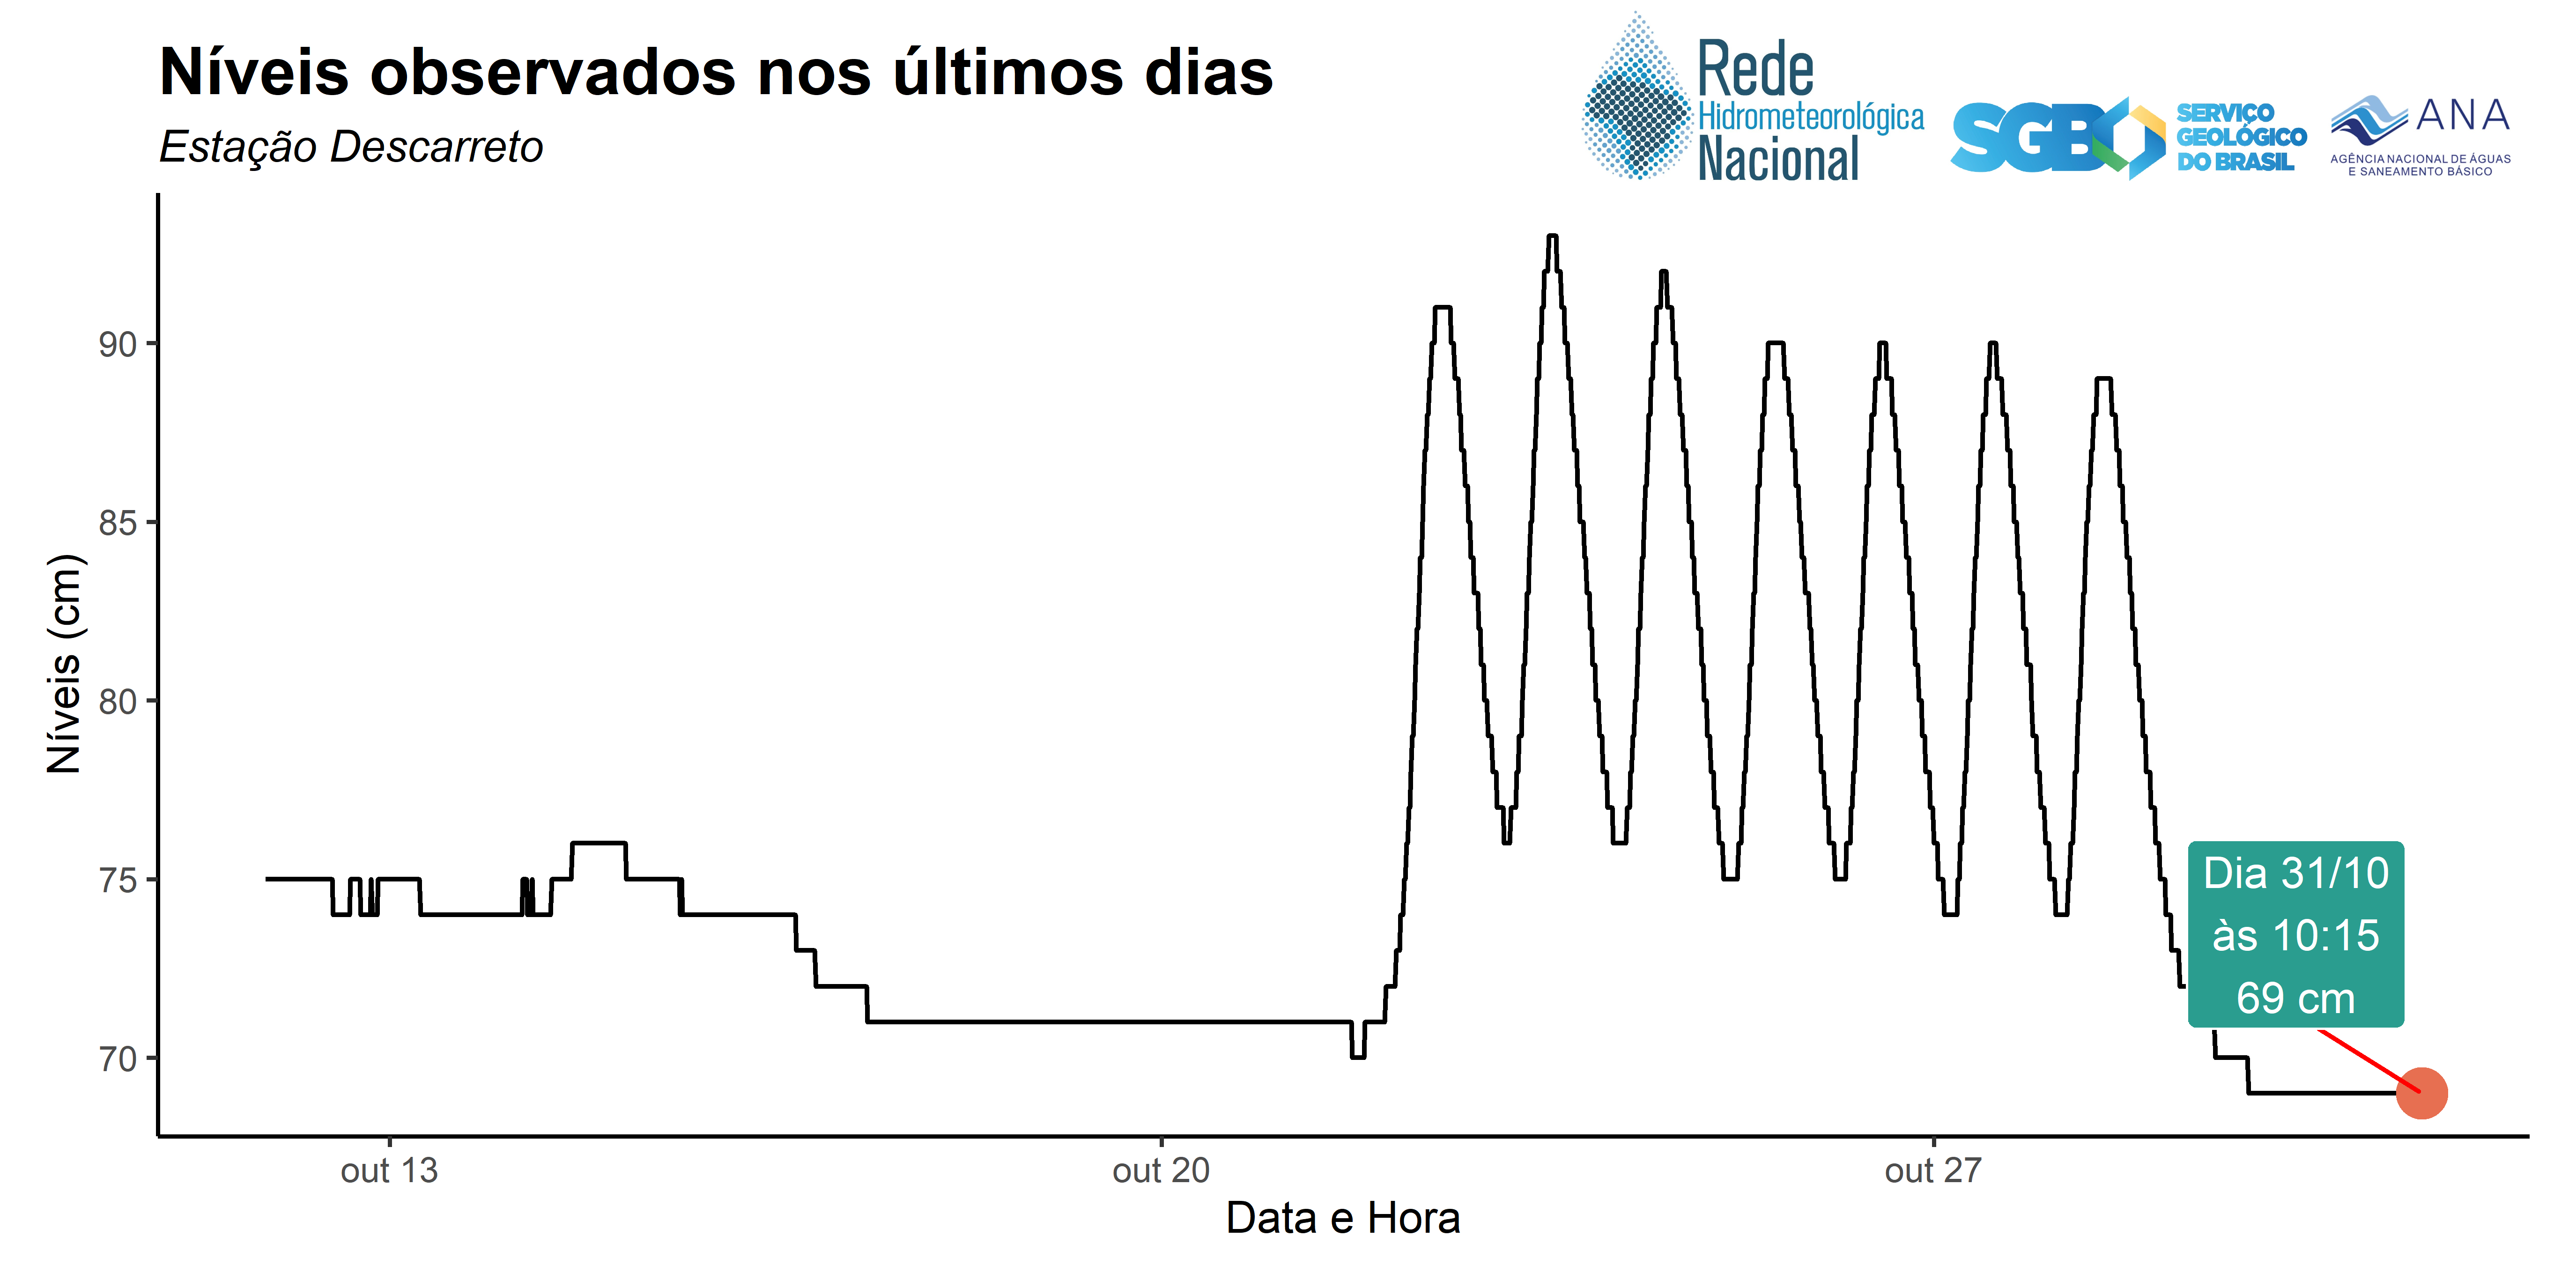 Níveis observados nos últimos dias
Estação Descarreto
Rede
Hidrometeorológica
Nacional
SGB
SERVIÇO
GEOLÓGICO
DO BRASIL
ANA
AGÊNCIA NACIONAL DE ÁGUAS
E SANEAMENTO BÁSICO
Níveis (cm)
90
85
80
75
70
Dia 31/10
às 10:15
69 cm
out 13
out 20
out 27
Data e Hora